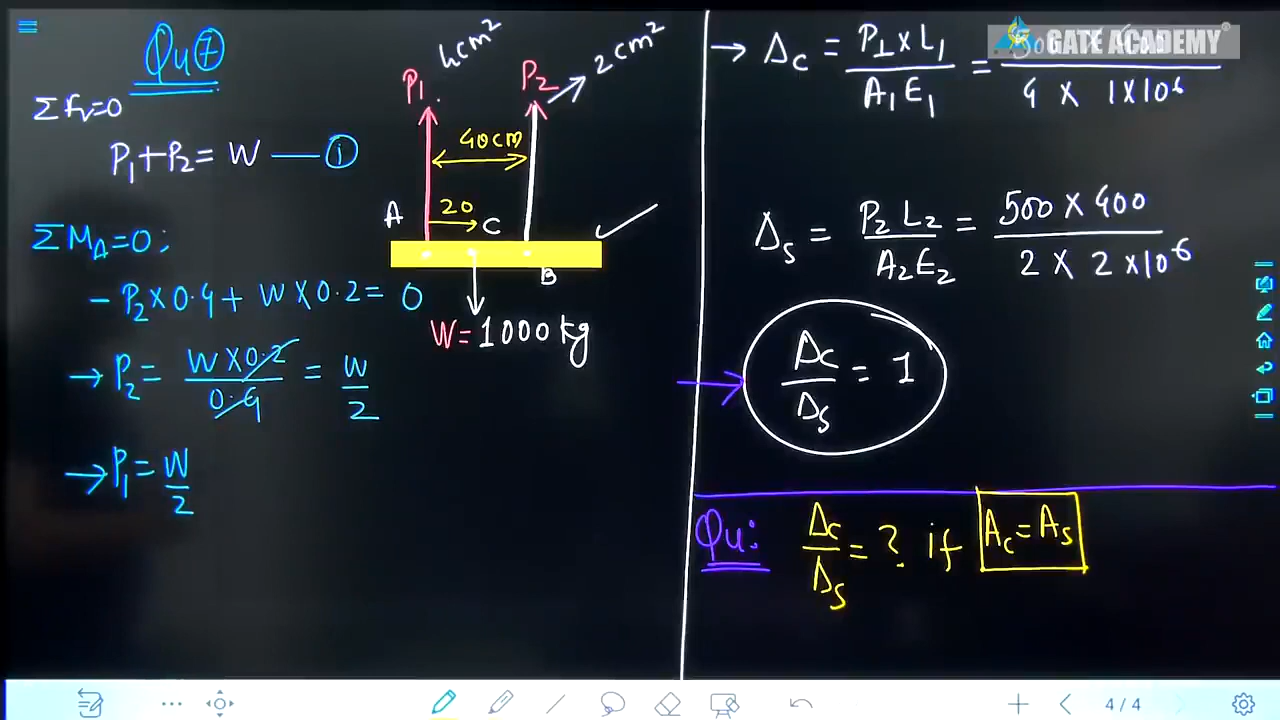 Qu 7
ΣFv=0
P1+P2 = W — 1
ΣMA=0;
- P2×0.4 + W×0.2 = 0
→ P2 = W×0.2 / 0.4 = W/2
→ P1 = W/2
4cm²
2cm²
P1
P2
40cm
A
20
C
B
W = 1000kg
GATE ACADEMY
→ Δc = P1×L1 / A1E1 = / 4 × 1×10⁶
Δs = P2L2 / A2E2 = 500×400 / 2 × 2×10⁶
Δc/Δs = 1
Qu: Δc/Δs = ? if Ac=As
4/4